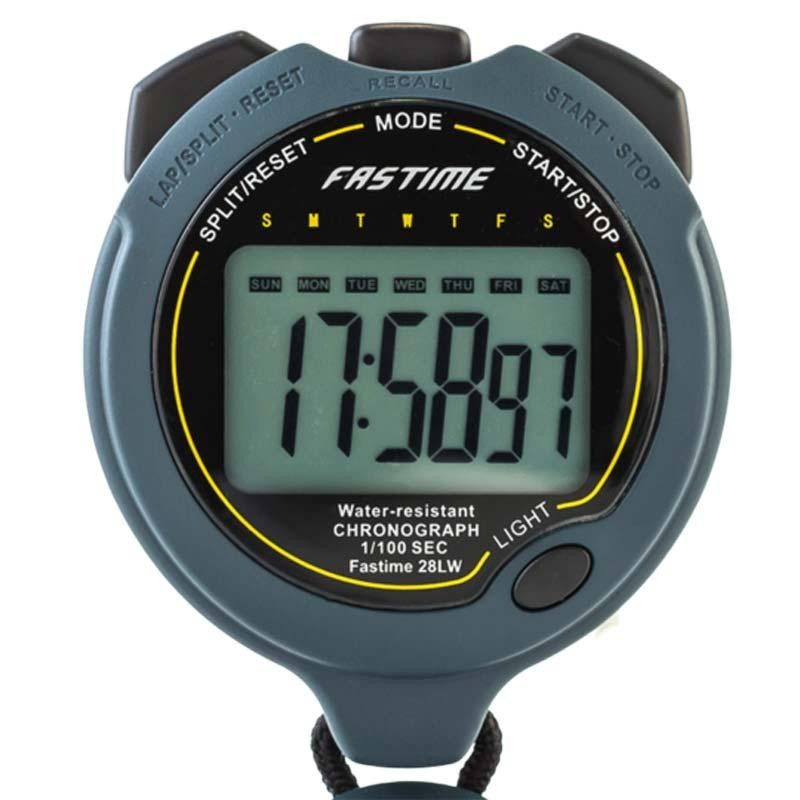 RECALL
LAP/SPLIT · RESET
START · STOP
MODE
SPLIT/RESET
START/STOP
FASTIME
S M T W T F S
SUN MON TUE WED THU FRI SAT
17:58 97
Water-resistant
CHRONOGRAPH
1/100 SEC
Fastime 28LW
LIGHT